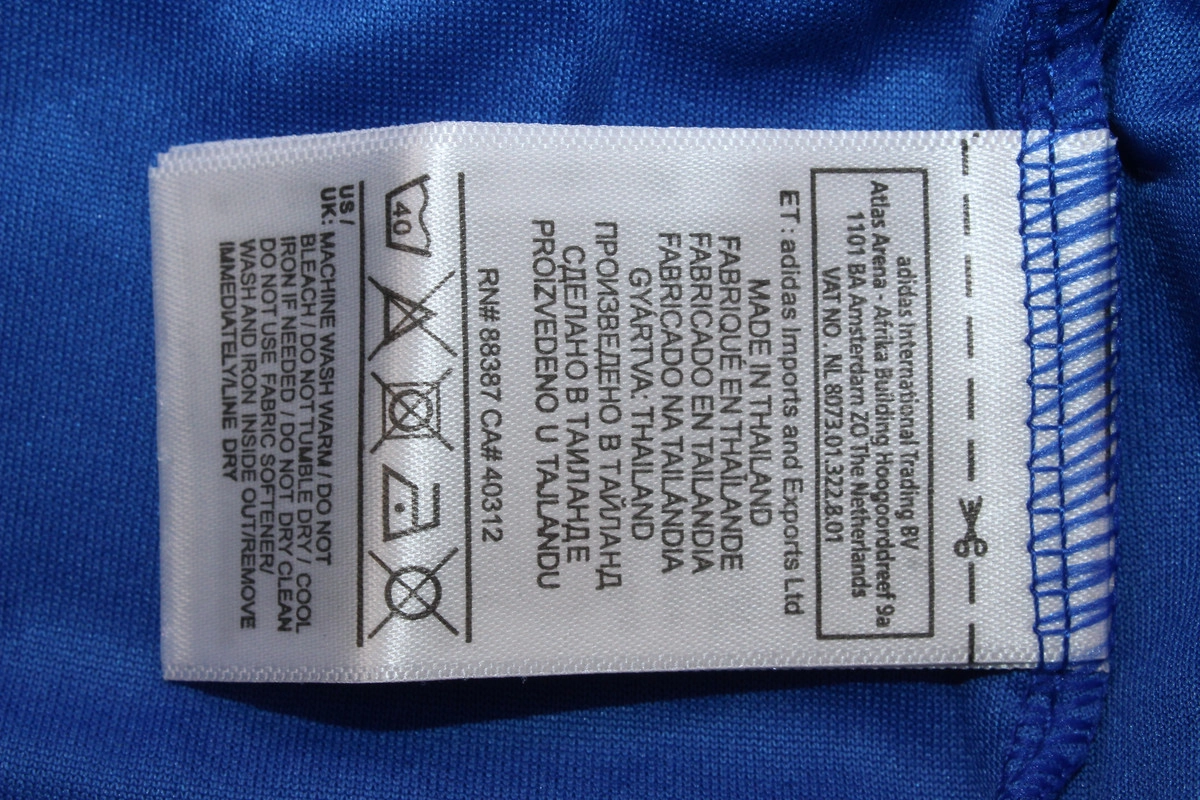 adidas International Trading BV
Atlas Arena - Afrika Building Hoogoorddreef 9a
1101 BA Amsterdam ZO The Netherlands
VAT NO . NL 8073.01.322.B.01
ET : adidas Imports and Exports Ltd
MADE IN THAILAND
FABRIQUÉ EN THAÏLANDE
FABRICADO EN TAILANDIA
FABRICADO NA TAILÂNDIA
GYÁRTVA: THAILAND
ПРОИЗВЕДЕНО В ТАЙЛАНД
СДЕЛАНО В ТАИЛАНДЕ
PROIZVEDENO U TAJLANDU
RN# 88387 CA# 40312
40
US /
UK: MACHINE WASH WARM / DO NOT
BLEACH / DO NOT TUMBLE DRY / COOL
IRON IF NEEDED / DO NOT DRY CLEAN
DO NOT USE FABRIC SOFTENER/
WASH AND IRON INSIDE OUT/REMOVE
IMMEDIATELY/LINE DRY